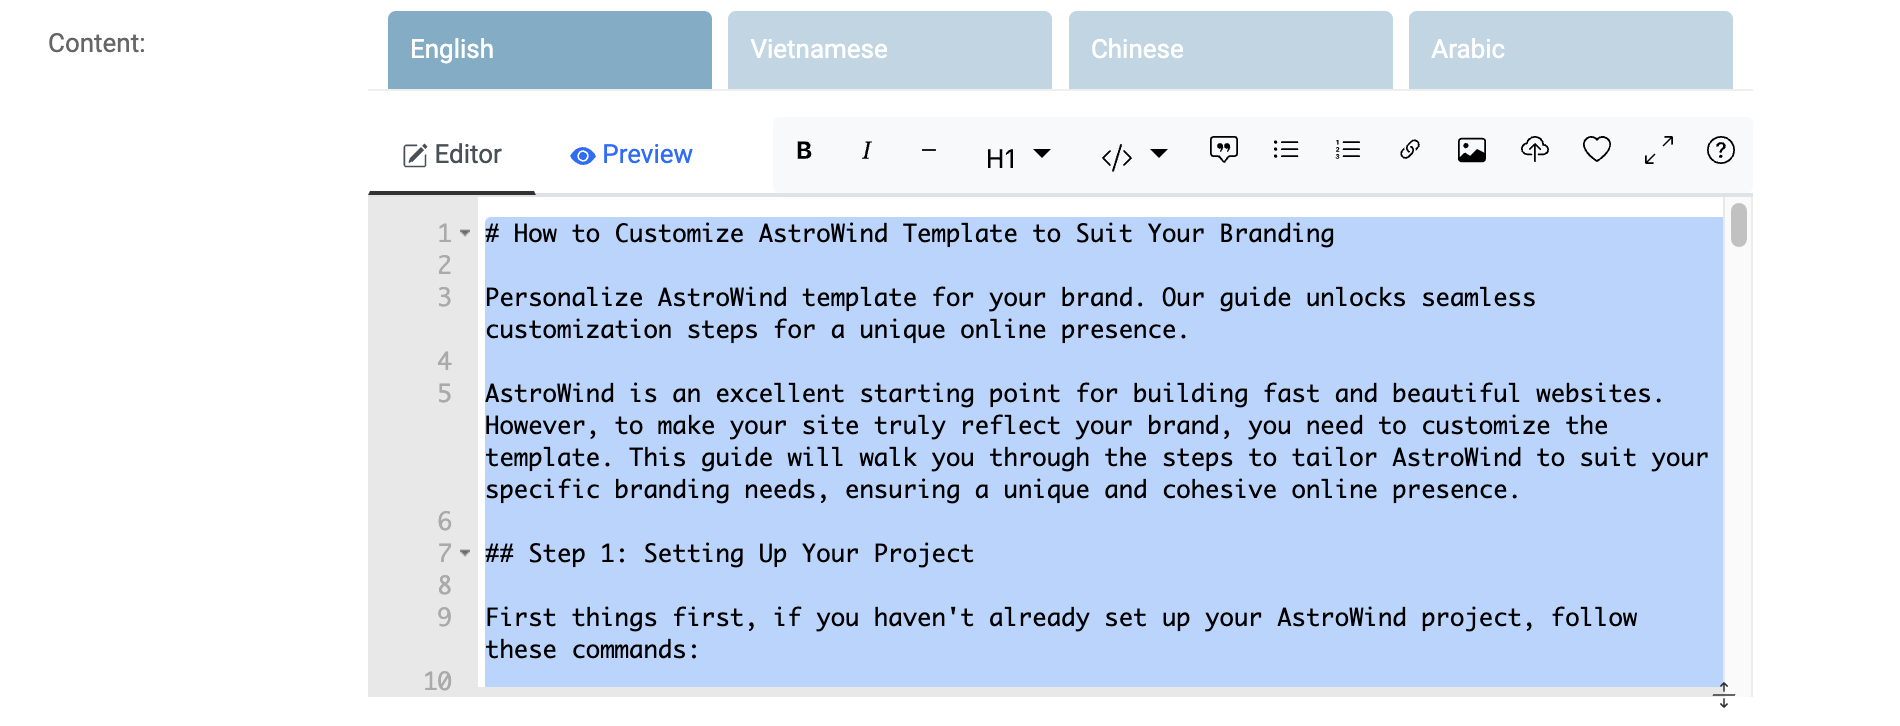 Content:
English Vietnamese Chinese Arabic
Editor Preview B I H1 </>
1 # How to Customize AstroWind Template to Suit Your Branding
2
3 Personalize AstroWind template for your brand. Our guide unlocks seamless
customization steps for a unique online presence.
4
5 AstroWind is an excellent starting point for building fast and beautiful websites.
However, to make your site truly reflect your brand, you need to customize the
template. This guide will walk you through the steps to tailor AstroWind to suit your
specific branding needs, ensuring a unique and cohesive online presence.
6
7 ## Step 1: Setting Up Your Project
8
9 First things first, if you haven't already set up your AstroWind project, follow
these commands:
10